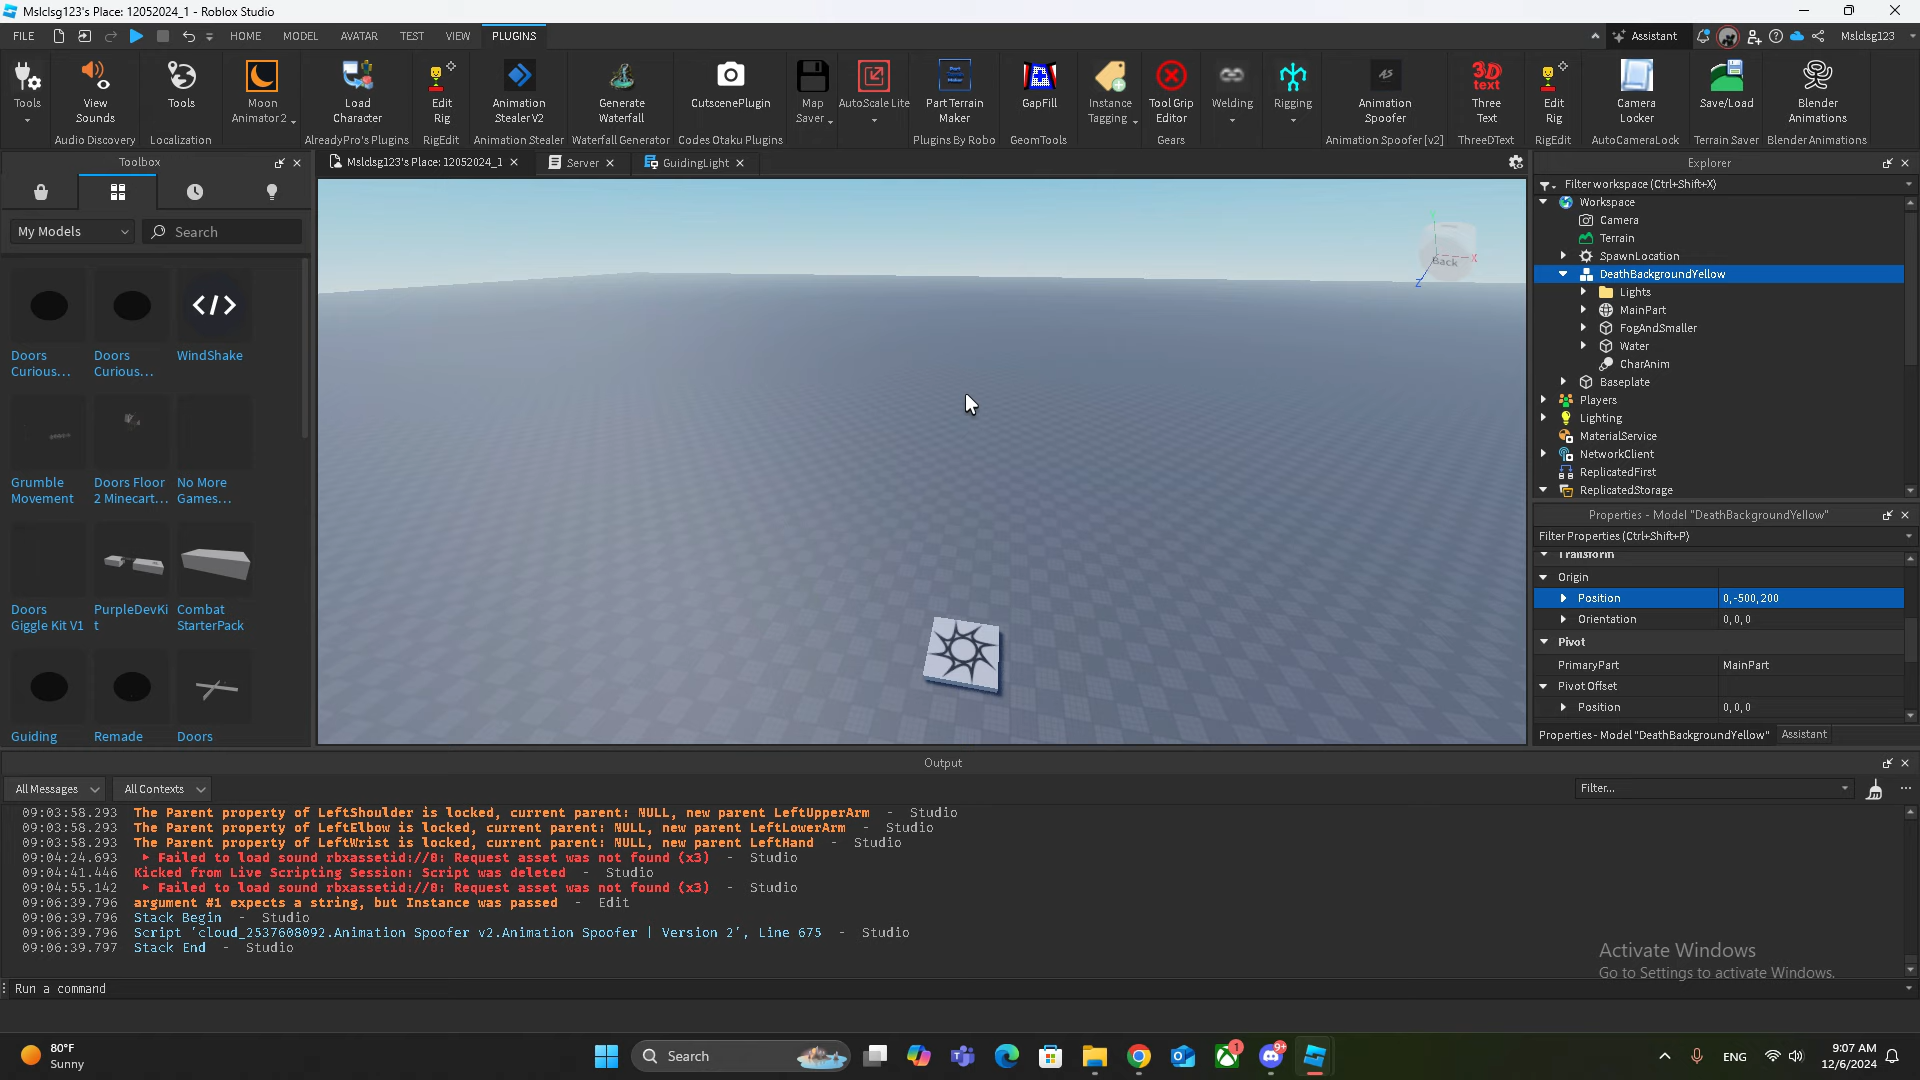 Mslclsg123's Place: 12052024_1 - Roblox Studio
FILE HOME MODEL AVATAR TEST VIEW PLUGINS Assistant Mslclsg123
Tools
View Sounds
Tools
Moon Animator 2
Load Character
Edit Rig
Animation Stealer V2
Generate Waterfall
CutscenePlugin
Map Saver
AutoScale Lite
Part Terrain Maker
GapFill
Instance Tagging
Tool Grip Editor
Welding
Rigging
Animation Spoofer
Three Text
Edit Rig
Camera Locker
Save/Load
Blender Animations
Audio Discovery Localization AlreadyPro's Plugins RigEdit Animation Stealer Waterfall Generator Codes Otaku Plugins Plugins By Robo GeomTools Gears Animation Spoofer [v2] ThreeDText RigEdit AutoCameraLock Terrain Saver BlenderAnimations
Toolbox
Mslclsg123's Place: 12052024_1
Server
GuidingLight
My Models
Search
Doors Curious...
Doors Curious...
WindShake
Grumble Movement
Doors Floor 2 Minecart...
No More Games...
Doors Giggle Kit V1
PurpleDevKit
Combat StarterPack
Guiding
Remade
Doors
Back
X
Y
Z
Explorer
Filter workspace (Ctrl+Shift+X)
Workspace
Camera
Terrain
SpawnLocation
DeathBackgroundYellow
Lights
MainPart
FogAndSmaller
Water
CharAnim
Baseplate
Players
Lighting
MaterialService
NetworkClient
ReplicatedFirst
ReplicatedStorage
Properties - Model "DeathBackgroundYellow"
Filter Properties (Ctrl+Shift+P)
Transform
Origin
Position 0,-500,200
Orientation 0,0,0
Pivot
PrimaryPart MainPart
Pivot Offset
Position 0,0,0
Properties - Model "DeathBackgroundYellow" Assistant
Output
All Messages All Contexts Filter...
09:03:58.293 The Parent property of LeftShoulder is locked, current parent: NULL, new parent LeftUpperArm - Studio
09:03:58.293 The Parent property of LeftElbow is locked, current parent: NULL, new parent LeftLowerArm - Studio
09:03:58.293 The Parent property of LeftWrist is locked, current parent: NULL, new parent LeftHand - Studio
09:04:24.693 Failed to load sound rbxassetid://0: Request asset was not found (x3) - Studio
09:04:41.446 Kicked from Live Scripting Session: Script was deleted - Studio
09:04:55.142 Failed to load sound rbxassetid://0: Request asset was not found (x3) - Studio
09:06:39.796 argument #1 expects a string, but Instance was passed - Edit
09:06:39.796 Stack Begin - Studio
09:06:39.796 Script 'cloud_2537608092.Animation Spoofer v2.Animation Spoofer | Version 2', Line 675 - Studio
09:06:39.797 Stack End - Studio
Activate Windows
Go to Settings to activate Windows.
Run a command
80°F
Sunny
Search
1
9+
ENG
9:07 AM
12/6/2024